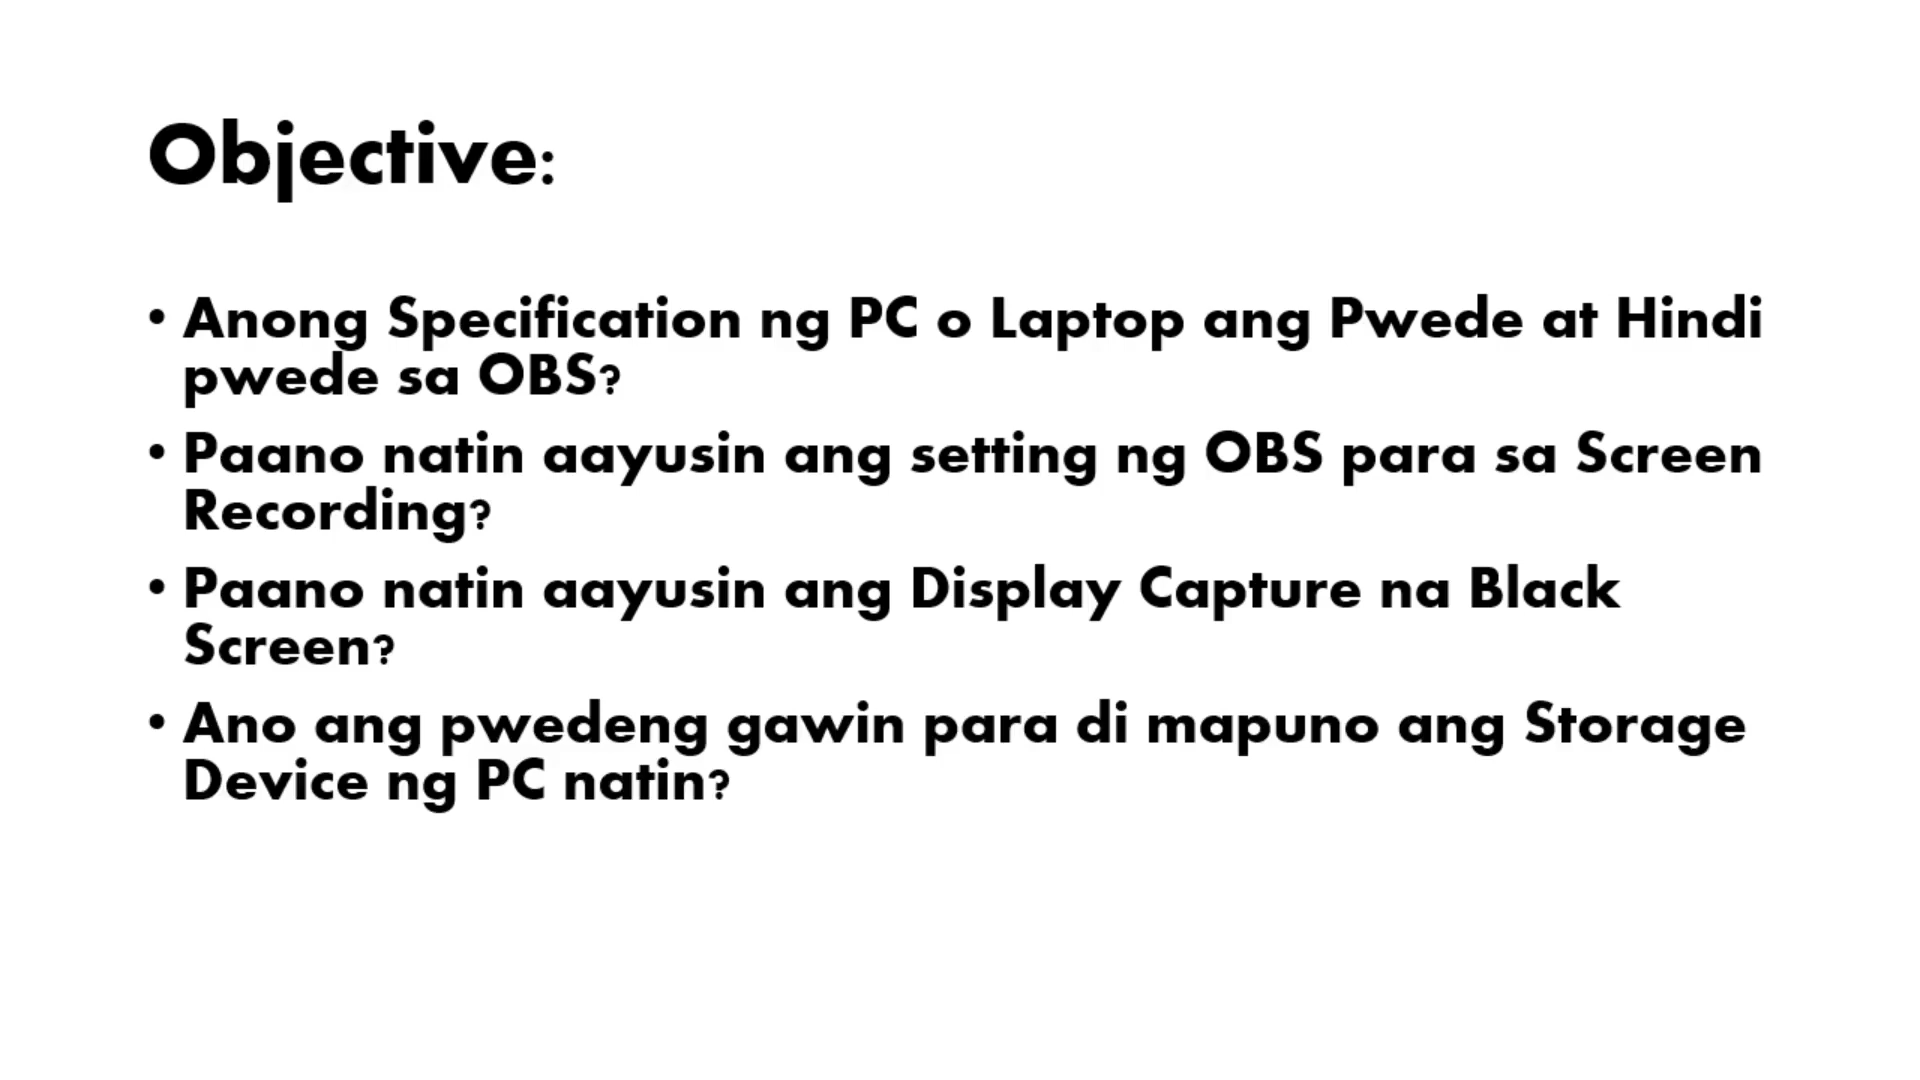 Objective:
• Anong Specification ng PC o Laptop ang Pwede at Hindi
pwede sa OBS?
• Paano natin aayusin ang setting ng OBS para sa Screen
Recording?
• Paano natin aayusin ang Display Capture na Black
Screen?
• Ano ang pwedeng gawin para di mapuno ang Storage
Device ng PC natin?